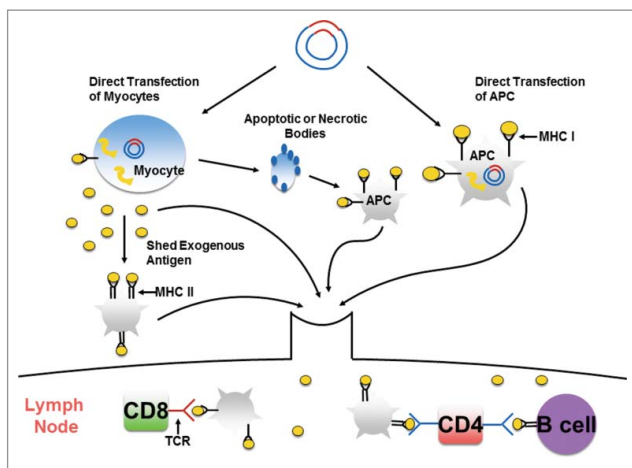 Direct Transfection
of Myocytes
Direct Transfection
of APC
Apoptotic or Necrotic
Bodies
MHC I
APC
Myocyte
APC
Shed Exogenous
Antigen
MHC II
Lymph
Node
CD8
TCR
CD4
B cell